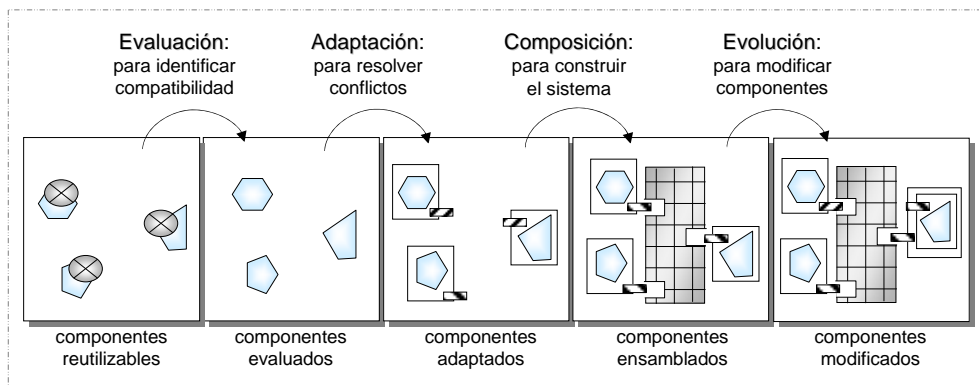 Evaluación:
para identificar
compatibilidad
Adaptación:
para resolver
conflictos
Composición:
para construir
el sistema
Evolución:
para modificar
componentes
componentes
reutilizables
componentes
evaluados
componentes
adaptados
componentes
ensamblados
componentes
modificados